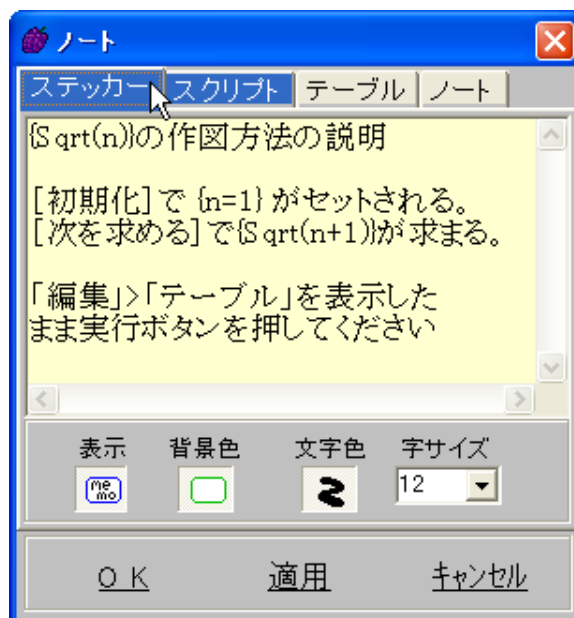 ノート
ステッカー スクリプト テーブル ノート
{Sqrt(n)}の作図方法の説明
[初期化]で {n=1} がセットされる。
[次を求める]で{Sqrt(n+1)}が求まる。
「編集」>「テーブル」を表示した
まま実行ボタンを押してください
表示 背景色 文字色 字サイズ
me
mo
12
OK 適用 キャンセル